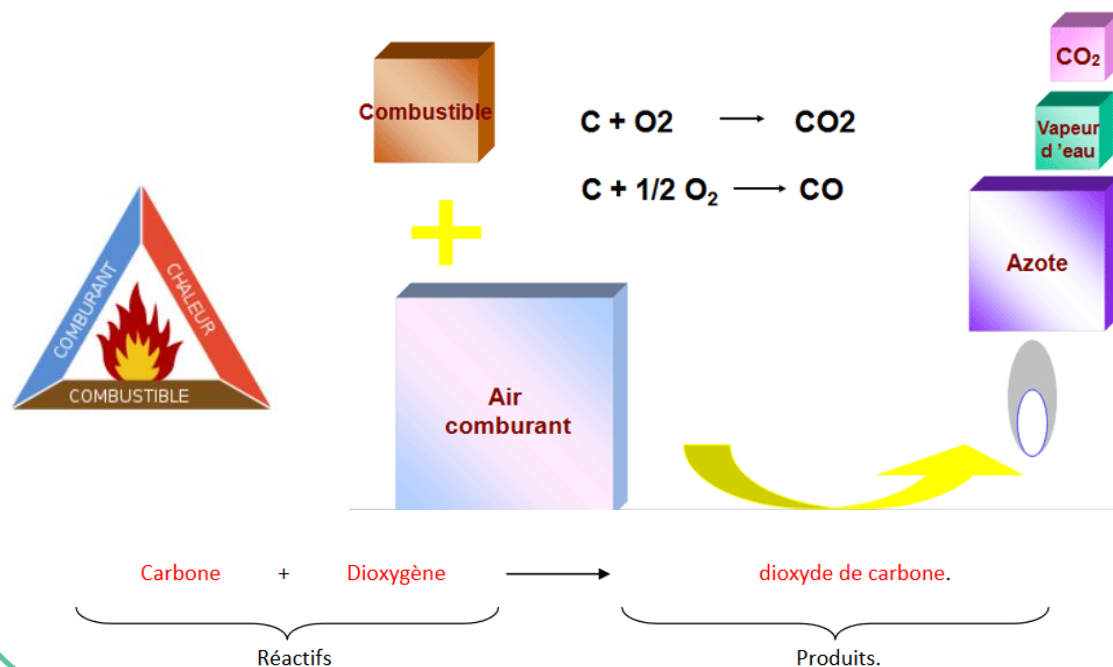 Combustible
C + O2 → CO2
C + 1/2 O₂ → CO
CO₂
Vapeur
d ’eau
Azote
COMBURANT
CHALEUR
COMBUSTIBLE
Air
comburant
Carbone + Dioxygène → dioxyde de carbone.
Réactifs Produits.